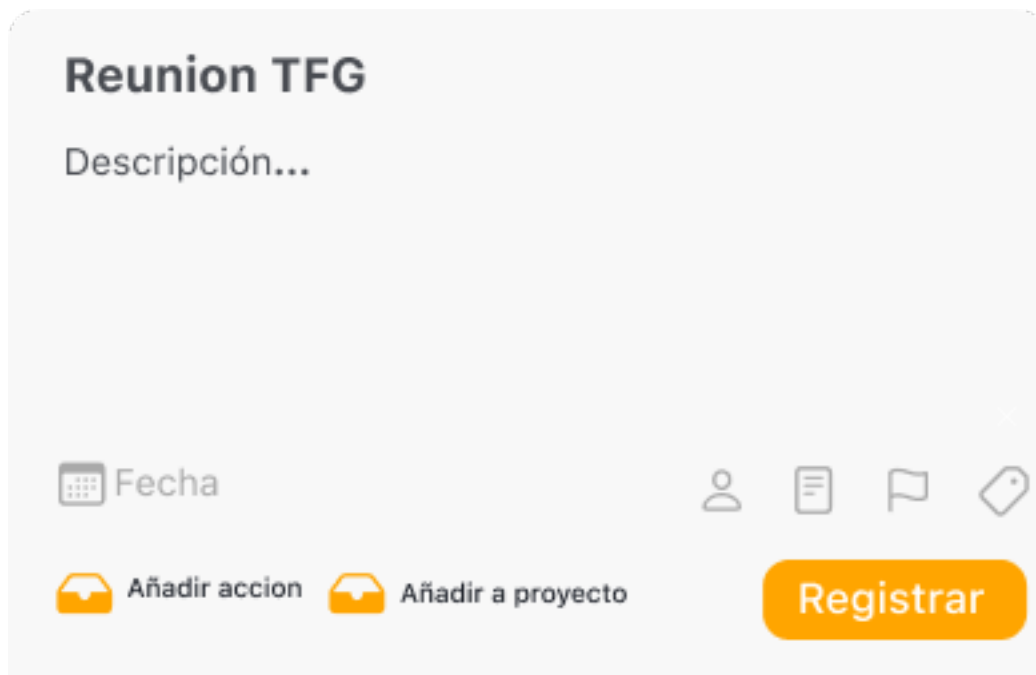 Reunion TFG
Descripción...
Fecha
Añadir accion
Añadir a proyecto
Registrar